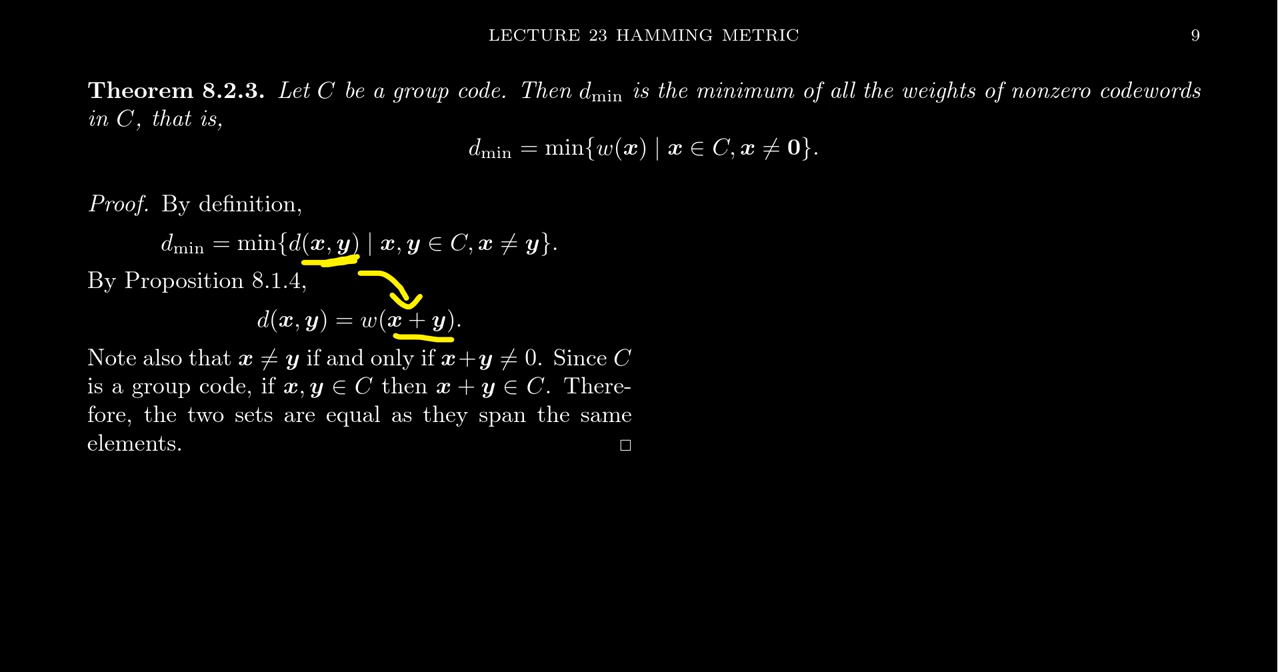 LECTURE 23 HAMMING METRIC 9
Theorem 8.2.3. Let C be a group code. Then d_min is the minimum of all the weights of nonzero codewords
in C, that is,
d_min = min{w(x) | x ∈ C, x ≠ 0}.
Proof. By definition,
d_min = min{d(x, y) | x, y ∈ C, x ≠ y}.
By Proposition 8.1.4,
d(x, y) = w(x + y).
Note also that x ≠ y if and only if x+y ≠ 0. Since C
is a group code, if x, y ∈ C then x + y ∈ C. There-
fore, the two sets are equal as they span the same
elements. □